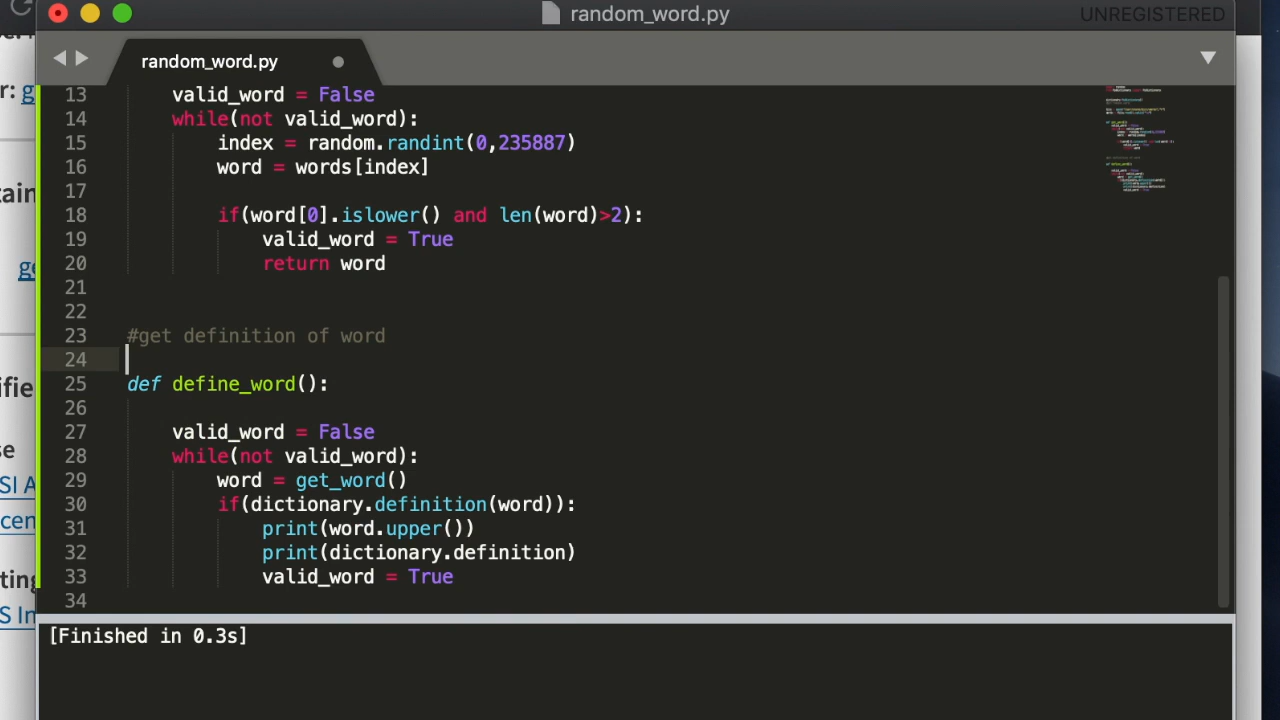 random_word.py
UNREGISTERED
random_word.py
13 valid_word = False
14 while(not valid_word):
15 index = random.randint(0,235887)
16 word = words[index]
17
18 if(word[0].islower() and len(word)>2):
19 valid_word = True
20 return word
21
22
23 #get definition of word
24
25 def define_word():
26
27 valid_word = False
28 while(not valid_word):
29 word = get_word()
30 if(dictionary.definition(word)):
31 print(word.upper())
32 print(dictionary.definition)
33 valid_word = True
34
[Finished in 0.3s]